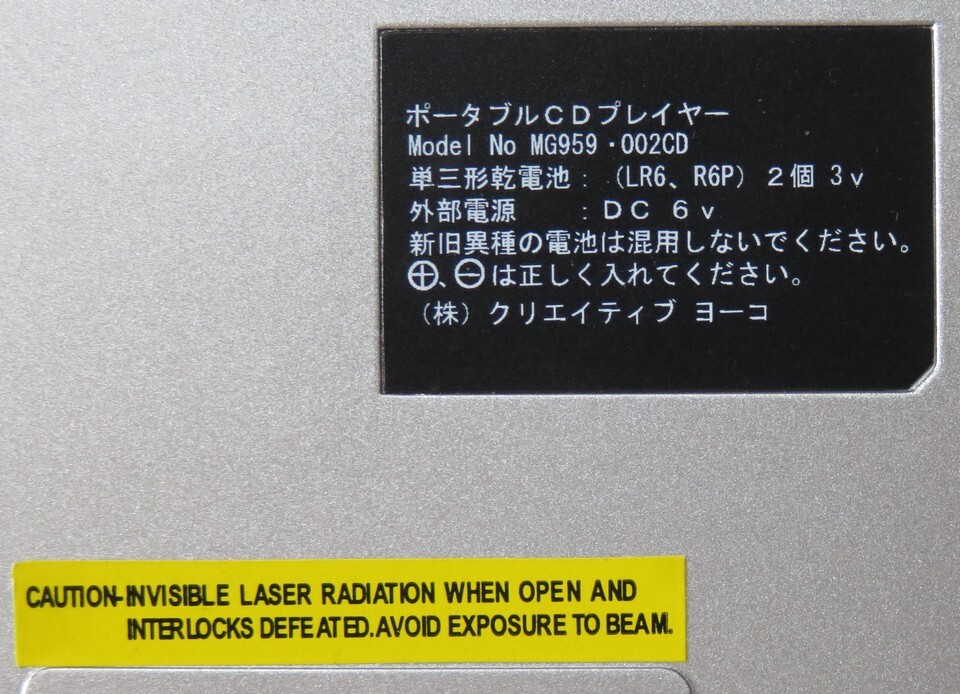 ポータブルCDプレイヤー
Model No MG959・002CD
単三形乾電池：（LR6、R6P）2個 3v
外部電源　　：DC 6v
新旧異種の電池は混用しないでください。
⊕、⊖は正しく入れてください。
（株）クリエイティブ ヨーコ
CAUTION-INVISIBLE LASER RADIATION WHEN OPEN AND
INTERLOCKS DEFEATED.AVOID EXPOSURE TO BEAM.